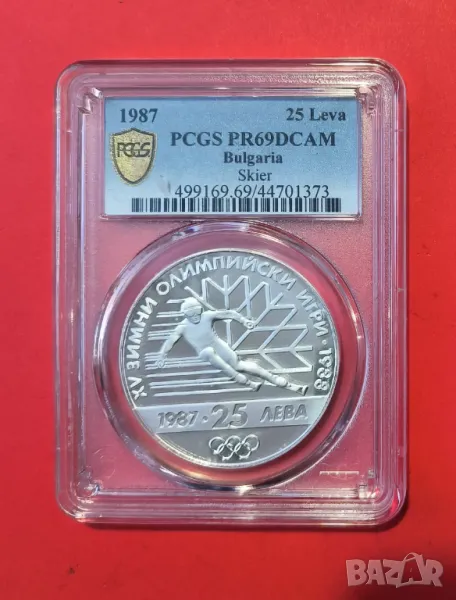 1987 25 Leva
PCGS PCGS PR69DCAM
Bulgaria
Skier
499169.69/44701373
XV ЗИМНИ ОЛИМПИЙСКИ ИГРИ · 1988
1987 · 25 ЛЕВА
BAZAR